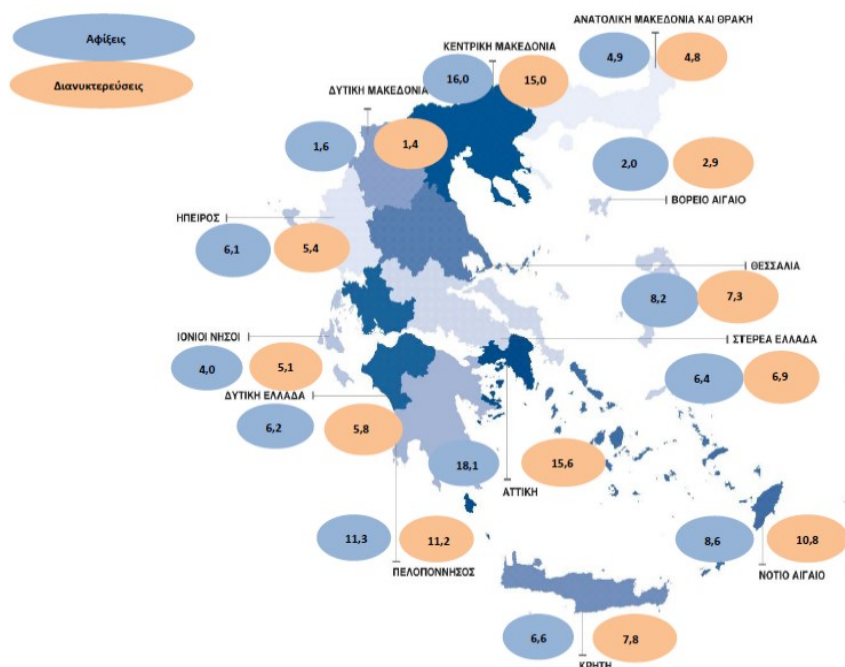 Αφίξεις
Διανυκτερεύσεις
ΑΝΑΤΟΛΙΚΗ ΜΑΚΕΔΟΝΙΑ ΚΑΙ ΘΡΑΚΗ
4,9 4,8
ΚΕΝΤΡΙΚΗ ΜΑΚΕΔΟΝΙΑ
16,0 15,0
ΔΥΤΙΚΗ ΜΑΚΕΔΟΝΙΑ
1,6 1,4
2,0 2,9
ΒΟΡΕΙΟ ΑΙΓΑΙΟ
ΗΠΕΙΡΟΣ
6,1 5,4
ΘΕΣΣΑΛΙΑ
8,2 7,3
ΙΟΝΙΟΙ ΝΗΣΟΙ
4,0 5,1
ΣΤΕΡΕΑ ΕΛΛΑΔΑ
6,4 6,9
ΔΥΤΙΚΗ ΕΛΛΑΔΑ
6,2 5,8
18,1 15,6
ΑΤΤΙΚΗ
11,3 11,2
ΠΕΛΟΠΟΝΝΗΣΟΣ
8,6 10,8
ΝΟΤΙΟ ΑΙΓΑΙΟ
6,6 7,8
ΚΡΗΤΗ